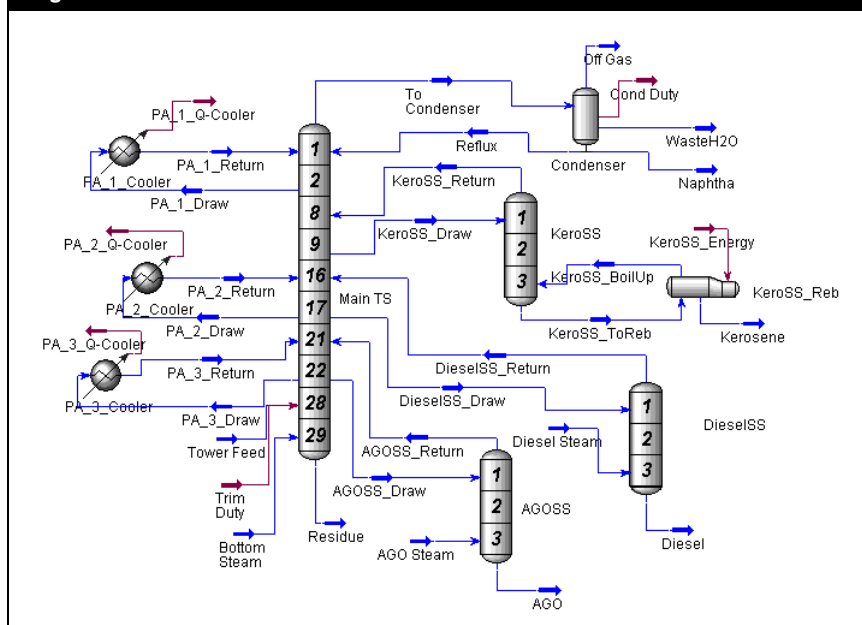 Off Gas
Cond Duty
To
Condenser
WasteH2O
Condenser
Reflux
Naphtha
PA_1_Q-Cooler
PA_1_Return
PA_1_Cooler
PA_1_Draw
1
2
8
9
16
17
21
22
28
29
Main TS
KeroSS_Return
KeroSS_Draw
1
2
3
KeroSS
KeroSS_Energy
KeroSS_BoilUp
KeroSS_Reb
KeroSS_ToReb
Kerosene
PA_2_Q-Cooler
PA_2_Return
PA_2_Cooler
PA_2_Draw
PA_3_Q-Cooler
PA_3_Return
PA_3_Cooler
PA_3_Draw
DieselSS_Return
DieselSS_Draw
1
2
3
DieselSS
Diesel Steam
Diesel
Tower Feed
Trim
Duty
Bottom
Steam
Residue
AGOSS_Return
AGOSS_Draw
1
2
3
AGOSS
AGO Steam
AGO